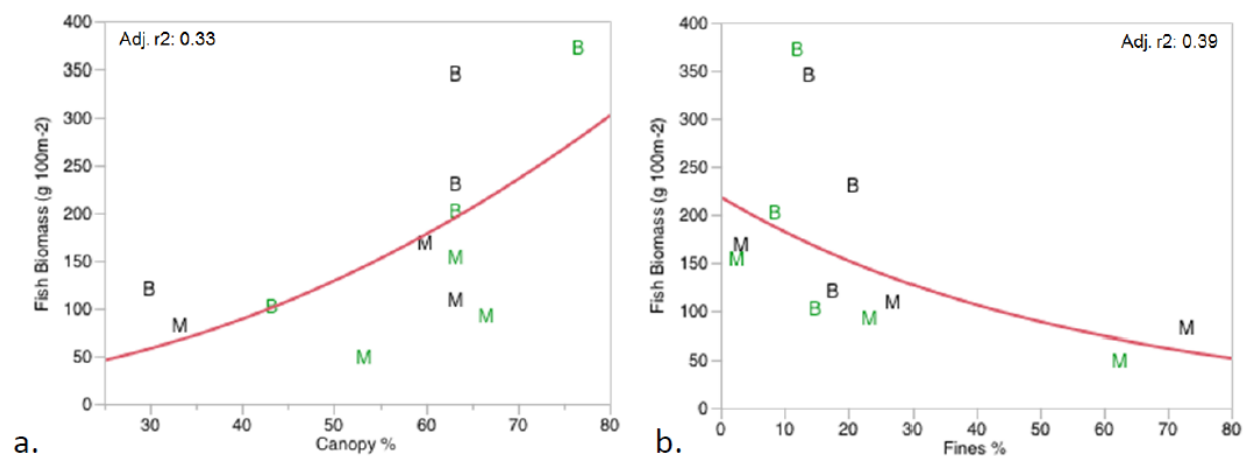 Adj. r2: 0.33
400
350
300
250
200
150
100
50
0
Fish Biomass (g 100m-2)
B
B
B
B
B
B
M
M
M
M
M
M
30 40 50 60 70 80
Canopy %
a.
Adj. r2: 0.39
400
350
300
250
200
150
100
50
0
Fish Biomass (g 100m-2)
B
B
B
B
M
M
B
B
M
M
M
M
0 10 20 30 40 50 60 70 80
Fines %
b.